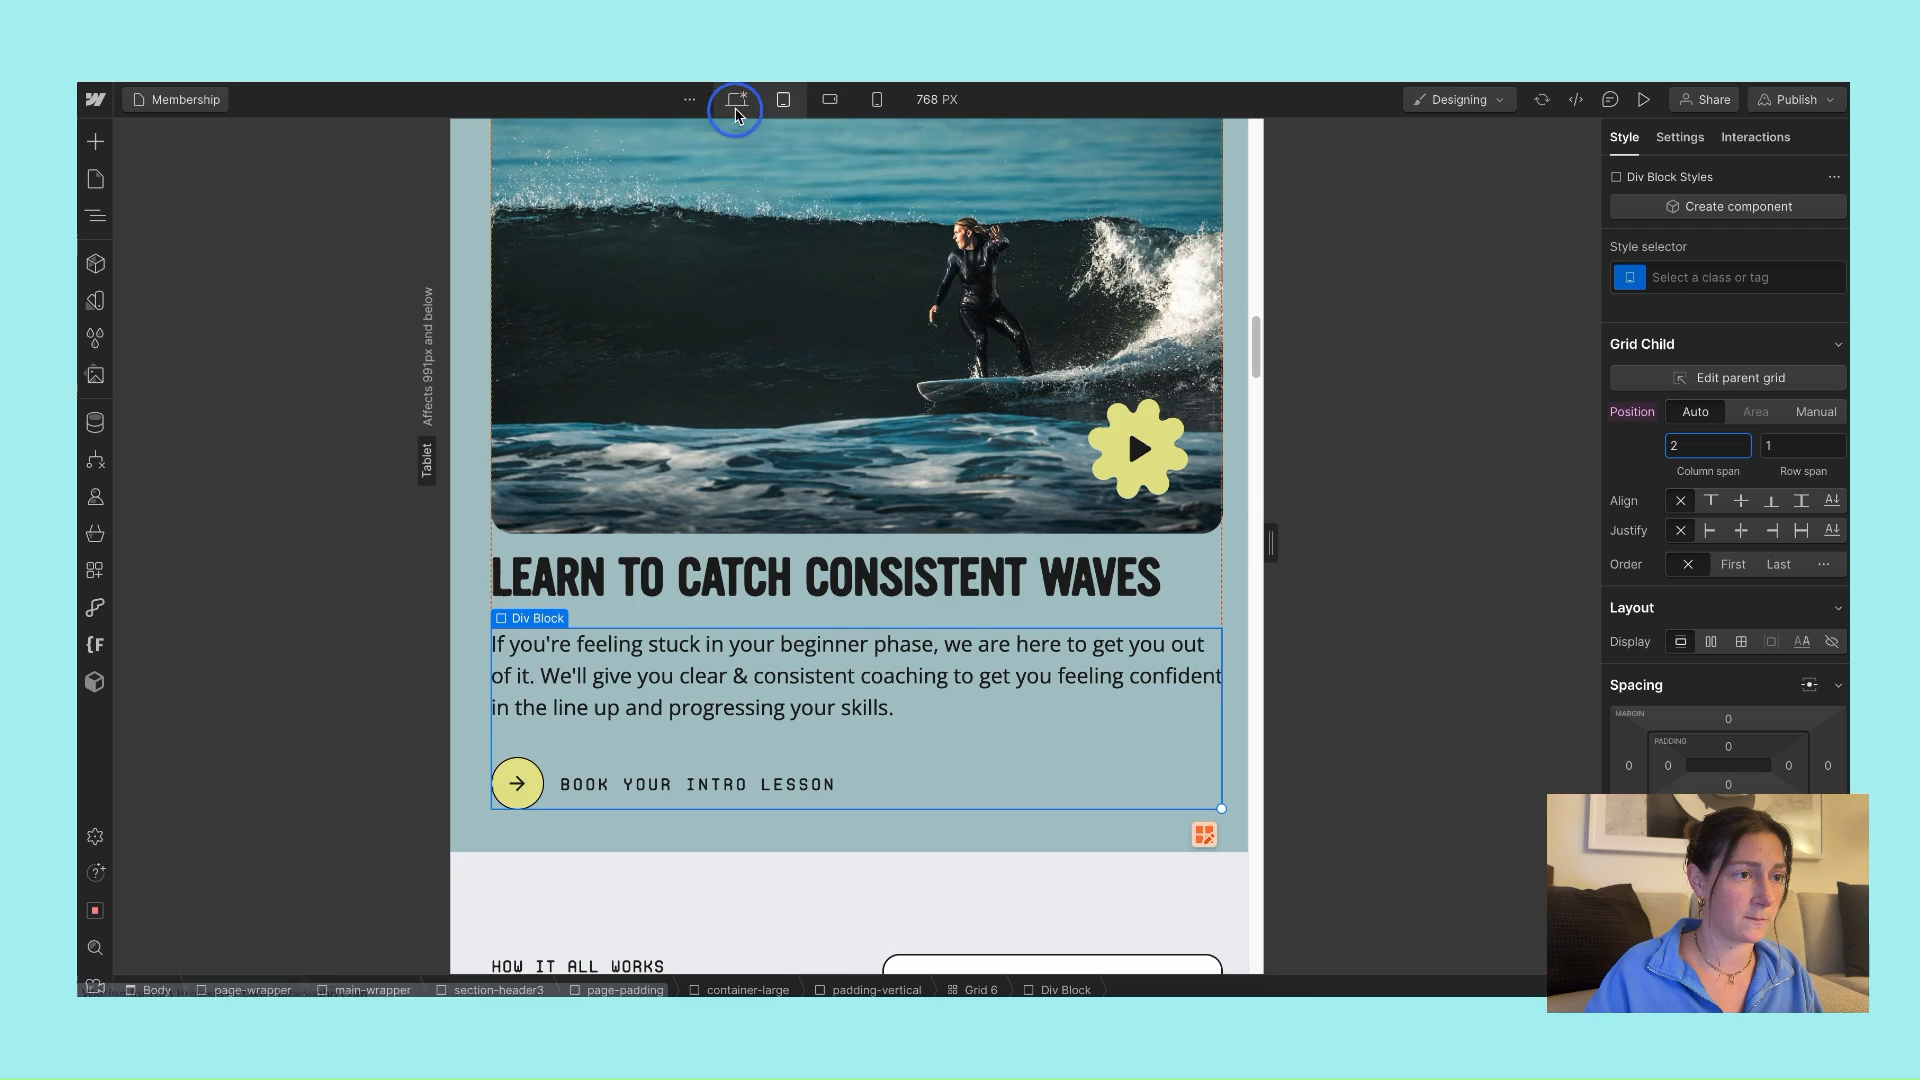 Membership
768 PX
Designing
Share
Publish
Style
Settings
Interactions
Div Block Styles
Create component
Style selector
Select a class or tag
Grid Child
Edit parent grid
Position
Auto
Area
Manual
2
1
Column span
Row span
Align
Justify
Order
First
Last
Layout
Display
AA
Spacing
MARGIN
0
PADDING
0
0
0
0
0
0
Affects 991px and below
Tablet
LEARN TO CATCH CONSISTENT WAVES
Div Block
If you're feeling stuck in your beginner phase, we are here to get you out
of it. We'll give you clear & consistent coaching to get you feeling confident
in the line up and progressing your skills.
BOOK YOUR INTRO LESSON
HOW IT ALL WORKS
Body
page-wrapper
main-wrapper
section-header3
page-padding
container-large
padding-vertical
Grid 6
Div Block